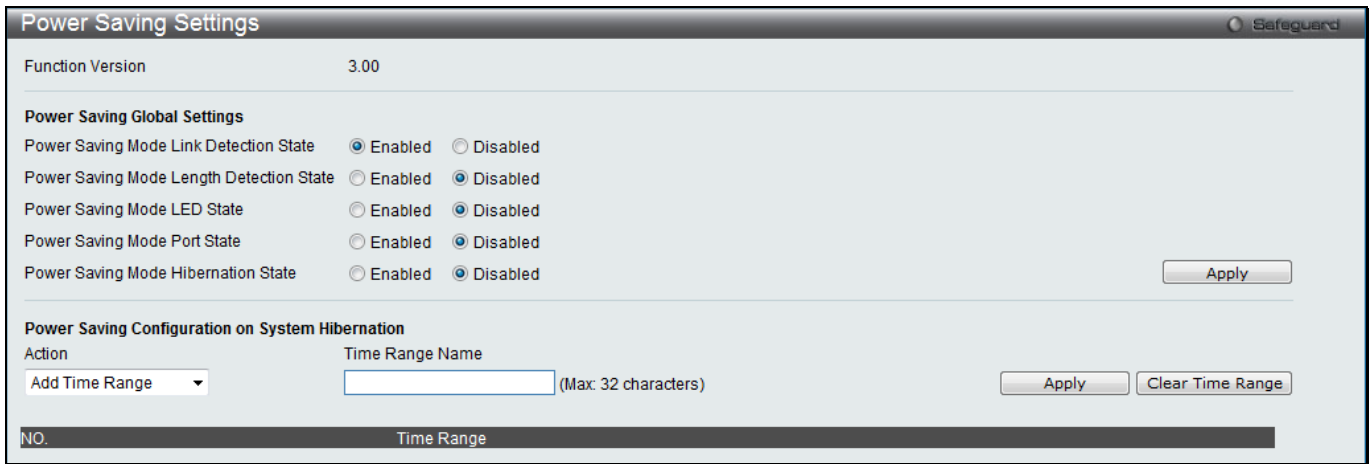 Power Saving Settings
Safeguard
Function Version 3.00
Power Saving Global Settings
Power Saving Mode Link Detection State Enabled Disabled
Power Saving Mode Length Detection State Enabled Disabled
Power Saving Mode LED State Enabled Disabled
Power Saving Mode Port State Enabled Disabled
Power Saving Mode Hibernation State Enabled Disabled Apply
Power Saving Configuration on System Hibernation
Action Time Range Name
Add Time Range (Max: 32 characters) Apply Clear Time Range
NO. Time Range